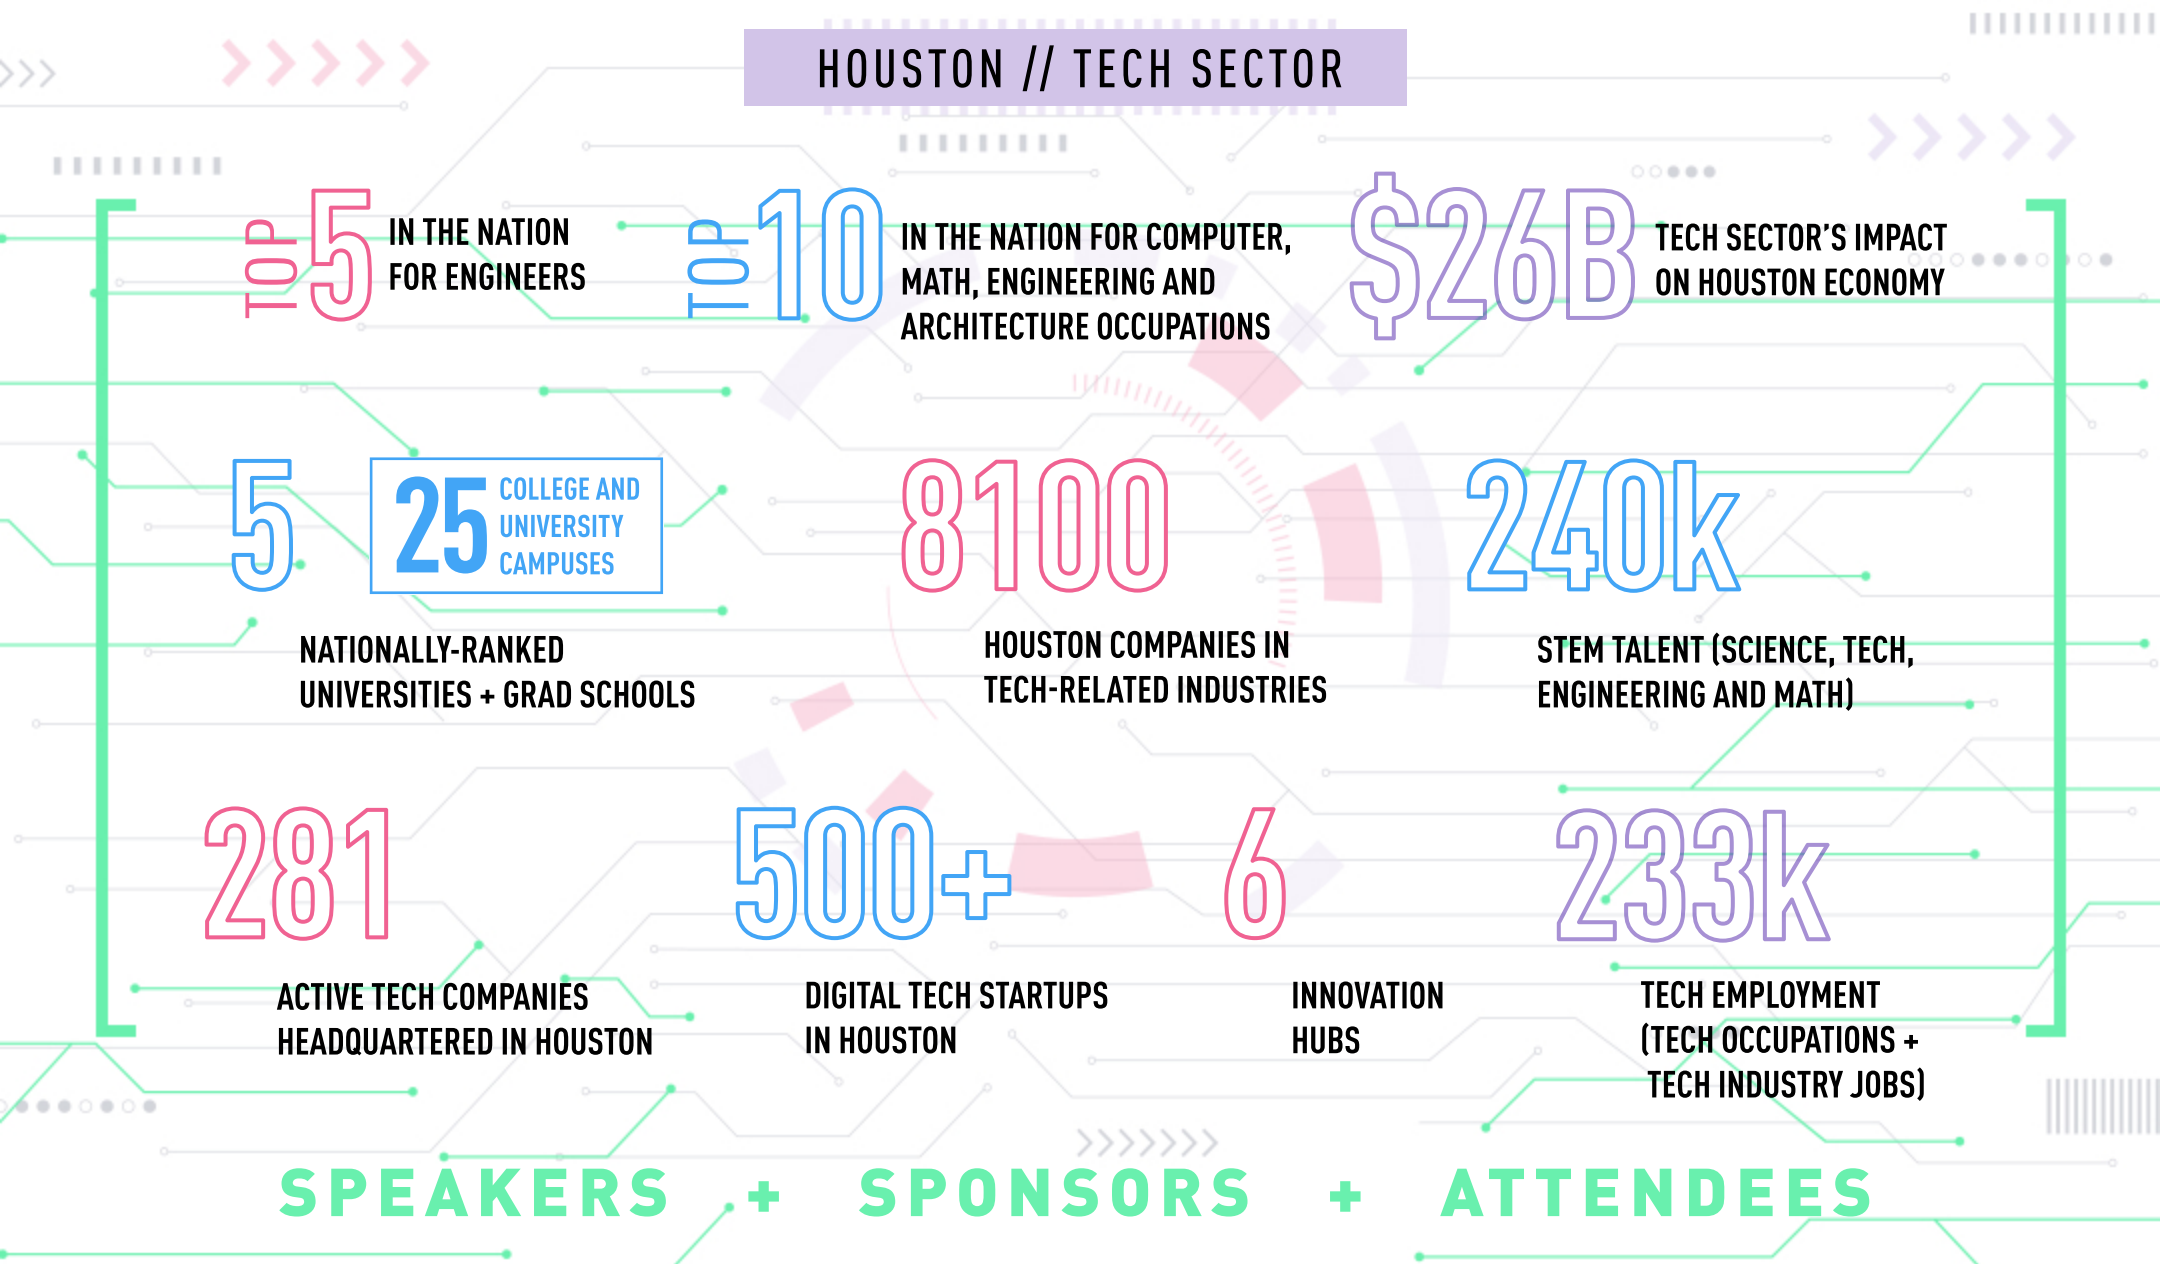 HOUSTON // TECH SECTOR
TOP 5
IN THE NATION
FOR ENGINEERS
TOP 10
IN THE NATION FOR COMPUTER,
MATH, ENGINEERING AND
ARCHITECTURE OCCUPATIONS
$26B
TECH SECTOR'S IMPACT
ON HOUSTON ECONOMY
5
25
COLLEGE AND
UNIVERSITY
CAMPUSES
NATIONALLY-RANKED
UNIVERSITIES + GRAD SCHOOLS
8100
HOUSTON COMPANIES IN
TECH-RELATED INDUSTRIES
240k
STEM TALENT (SCIENCE, TECH,
ENGINEERING AND MATH)
281
ACTIVE TECH COMPANIES
HEADQUARTERED IN HOUSTON
500+
DIGITAL TECH STARTUPS
IN HOUSTON
6
INNOVATION
HUBS
233k
TECH EMPLOYMENT
(TECH OCCUPATIONS +
TECH INDUSTRY JOBS)
SPEAKERS + SPONSORS + ATTENDEES